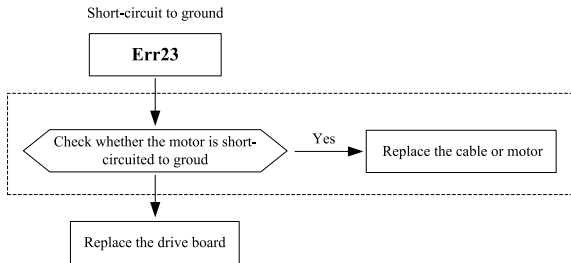 Short-circuit to ground
Err23
Check whether the motor is short-
circuited to groud
Yes
Replace the cable or motor
Replace the drive board